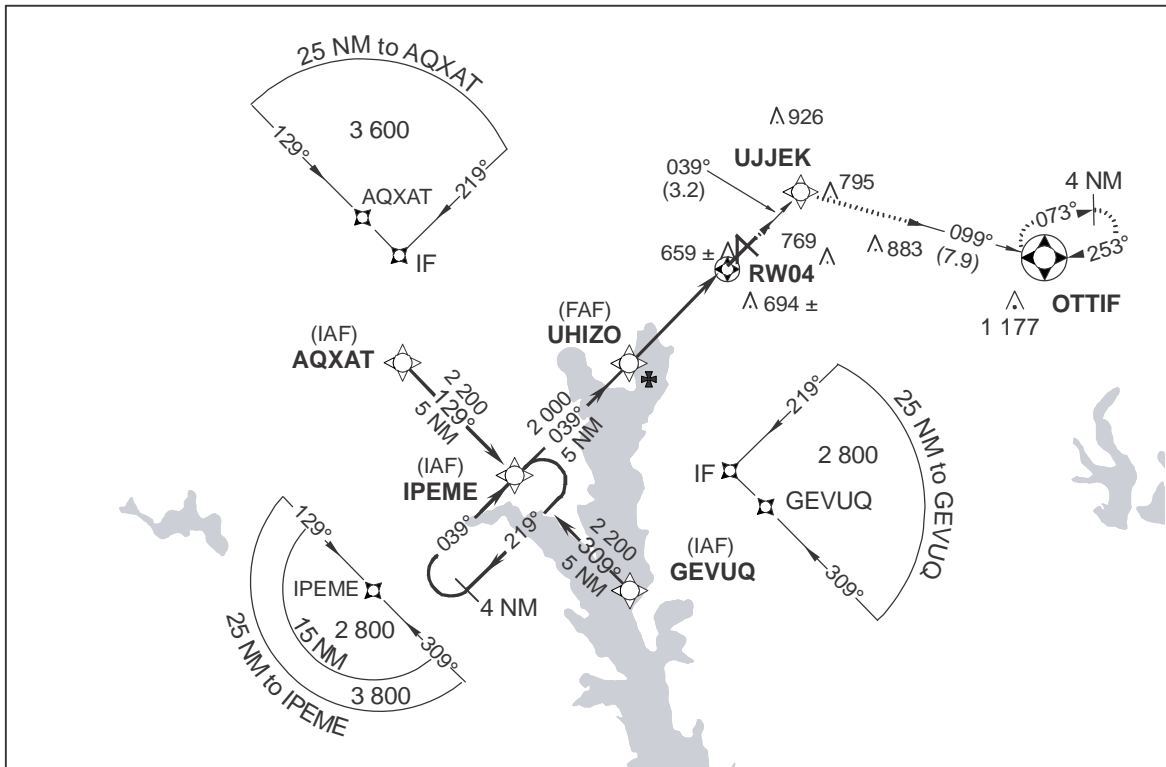 25 NM to AQXAT
3 600
129°
219°
AQXAT
IF
926
UJJEK
039°
(3.2)
795
4 NM
073°
253°
099°
(7.9)
883
769
659 ±
RW04
694 ±
OTTIF
1 177
(FAF)
UHIZO
(IAF)
AQXAT
2 200
129°
5 NM
2 000
039°
5 NM
(IAF)
IPEME
039°
219°
4 NM
2 200
309°
5 NM
(IAF)
GEVUQ
219°
25 NM to GEVUQ
2 800
IF
GEVUQ
309°
129°
IPEME
2 800
15 NM
309°
3 800
25 NM to IPEME